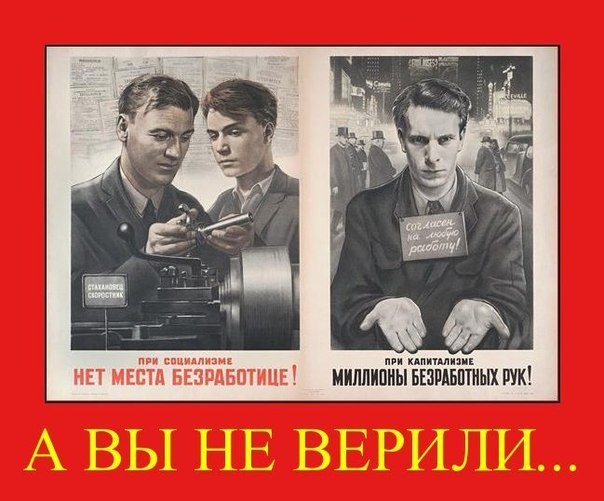 СТАХАНОВЕЦ
СКОРОСТНИК
ПРИ СОЦИАЛИЗМЕ
НЕТ МЕСТА БЕЗРАБОТИЦЕ!
согласен
на любую
работу!
ПРИ КАПИТАЛИЗМЕ
МИЛЛИОНЫ БЕЗРАБОТНЫХ РУК!
А ВЫ НЕ ВЕРИЛИ...